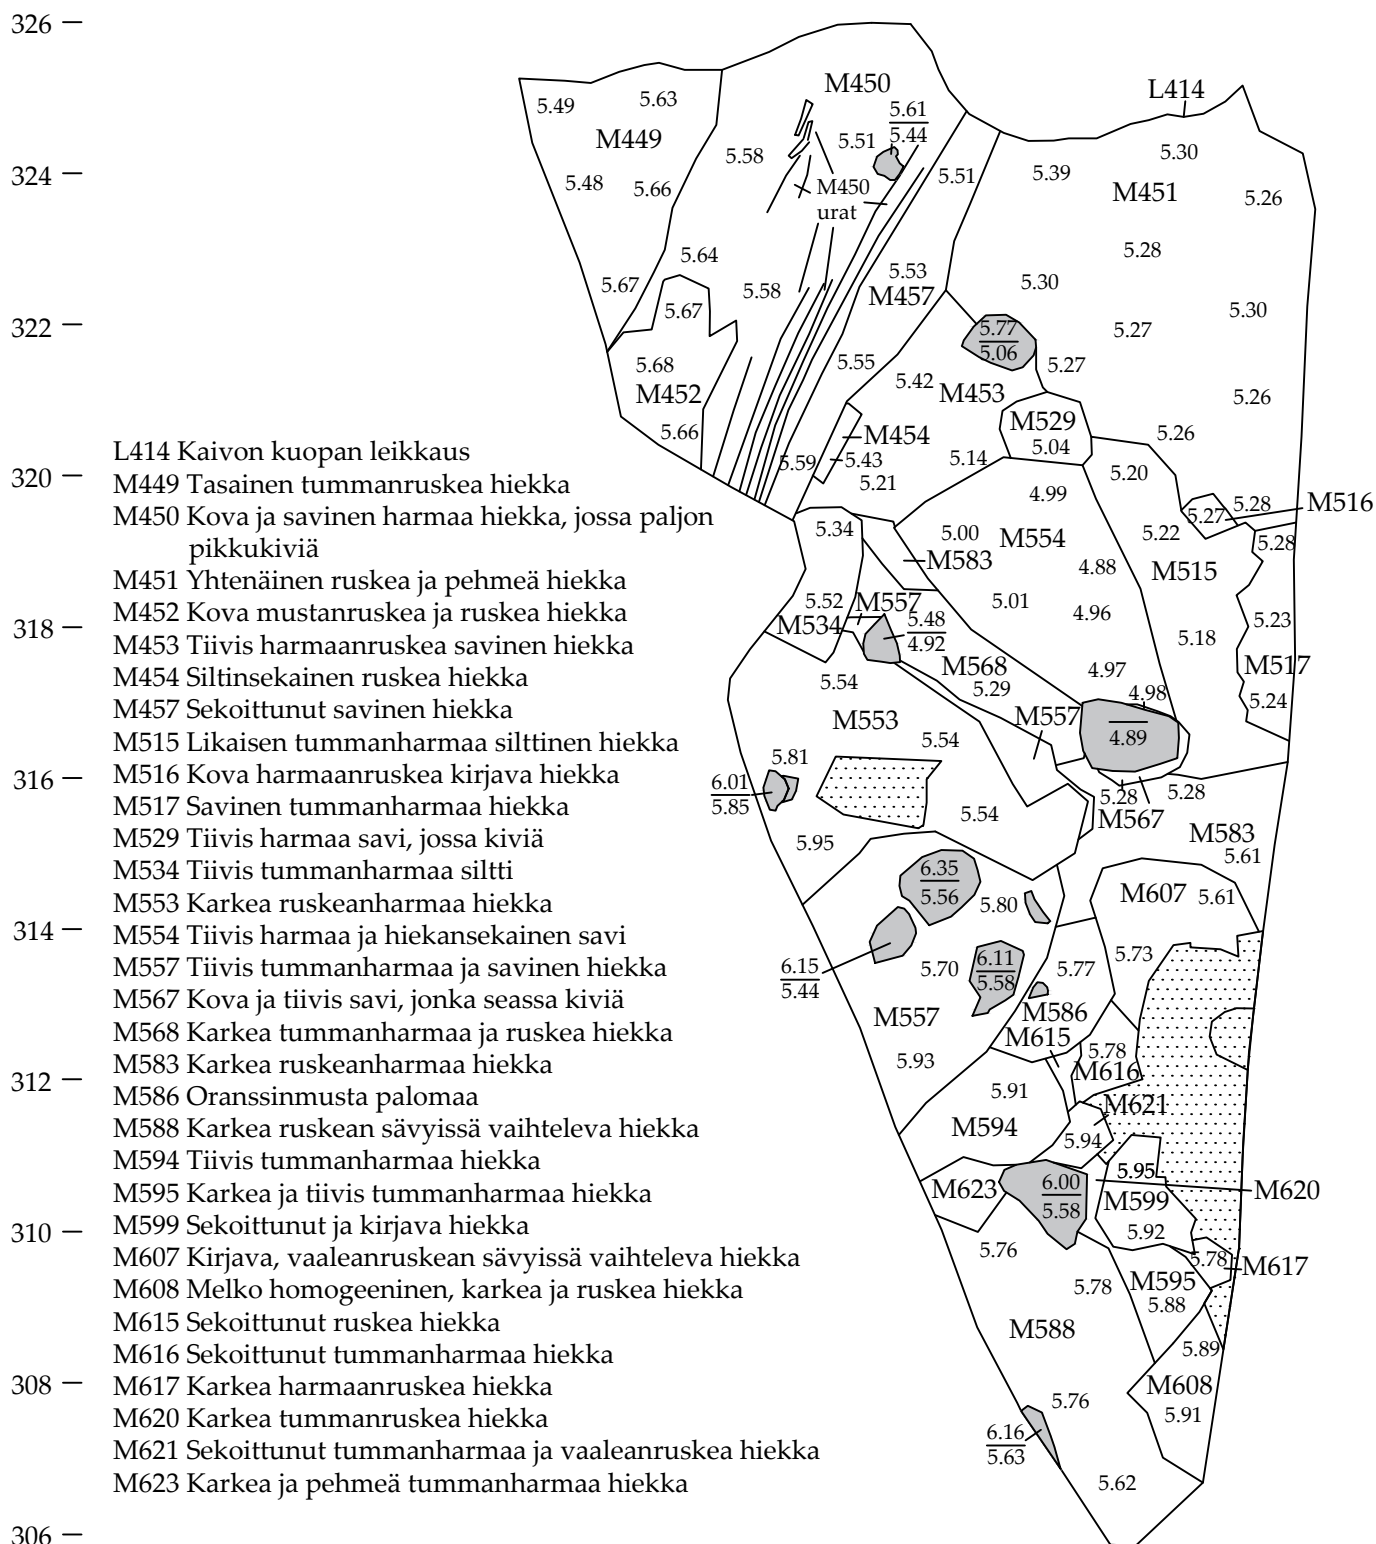 326
M450
L414
5.49
5.63
5.61
5.44
M449
5.51
5.30
324
5.58
5.48
5.66
M450
urat
5.51
5.39
M451
5.26
5.64
5.28
5.67
5.58
5.53
M457
5.30
5.67
5.30
322
5.77
5.06
5.27
5.68
M452
5.55
5.42
M453
5.27
5.26
5.66
M454
M529
5.04
5.26
5.59
5.43
5.14
5.20
320
5.21
4.99
5.28
M516
5.27
5.34
5.00
M554
5.22
5.28
M583
4.88
M515
5.52
M557
5.01
4.96
318
M534
5.48
4.92
5.23
5.18
M568
4.97
M517
5.54
5.29
4.98
5.24
M553
M557
4.89
5.54
316
5.81
6.01
5.85
5.28
5.28
5.54
M567
M583
5.95
5.61
6.35
5.56
5.80
M607
5.61
314
6.15
5.44
5.70
6.11
5.58
5.77
5.73
M557
M586
M615
5.93
5.78
312
M616
5.91
M621
M594
5.94
5.95
M623
6.00
5.58
M599
M620
310
5.92
5.76
5.78
M617
5.78
M595
5.88
M588
5.89
308
M608
5.76
5.91
6.16
5.63
5.62
306
L414 Kaivon kuopan leikkaus
M449 Tasainen tummanruskea hiekka
M450 Kova ja savinen harmaa hiekka, jossa paljon
pikkukiviä
M451 Yhtenäinen ruskea ja pehmeä hiekka
M452 Kova mustanruskea ja ruskea hiekka
M453 Tiivis harmaanruskea savinen hiekka
M454 Siltinsekainen ruskea hiekka
M457 Sekoittunut savinen hiekka
M515 Likaisen tummanharmaa silttinen hiekka
M516 Kova harmaanruskea kirjava hiekka
M517 Savinen tummanharmaa hiekka
M529 Tiivis harmaa savi, jossa kiviä
M534 Tiivis tummanharmaa siltti
M553 Karkea ruskeanharmaa hiekka
M554 Tiivis harmaa ja hiekansekainen savi
M557 Tiivis tummanharmaa ja savinen hiekka
M567 Kova ja tiivis savi, jonka seassa kiviä
M568 Karkea tummanharmaa ja ruskea hiekka
M583 Karkea ruskeanharmaa hiekka
M586 Oranssinmusta palomaa
M588 Karkea ruskean sävyissä vaihteleva hiekka
M594 Tiivis tummanharmaa hiekka
M595 Karkea ja tiivis tummanharmaa hiekka
M599 Sekoittunut ja kirjava hiekka
M607 Kirjava, vaaleanruskean sävyissä vaihteleva hiekka
M608 Melko homogeeninen, karkea ja ruskea hiekka
M615 Sekoittunut ruskea hiekka
M616 Sekoittunut tummanharmaa hiekka
M617 Karkea harmaanruskea hiekka
M620 Karkea tummanruskea hiekka
M621 Sekoittunut tummanharmaa ja vaaleanruskea hiekka
M623 Karkea ja pehmeä tummanharmaa hiekka